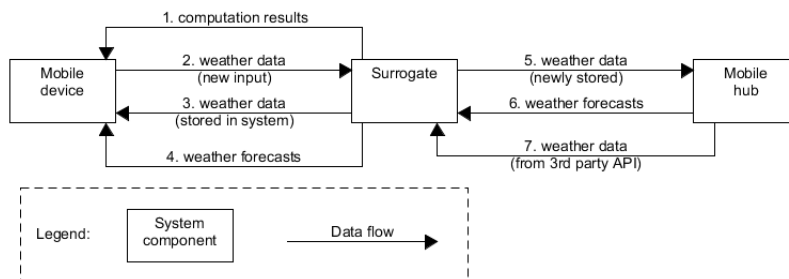 1. computation results
Mobile
device
2. weather data
(new input)
3. weather data
(stored in system)
4. weather forecasts
Surrogate
5. weather data
(newly stored)
6. weather forecasts
7. weather data
(from 3rd party API)
Mobile
hub
Legend:
System
component
Data flow